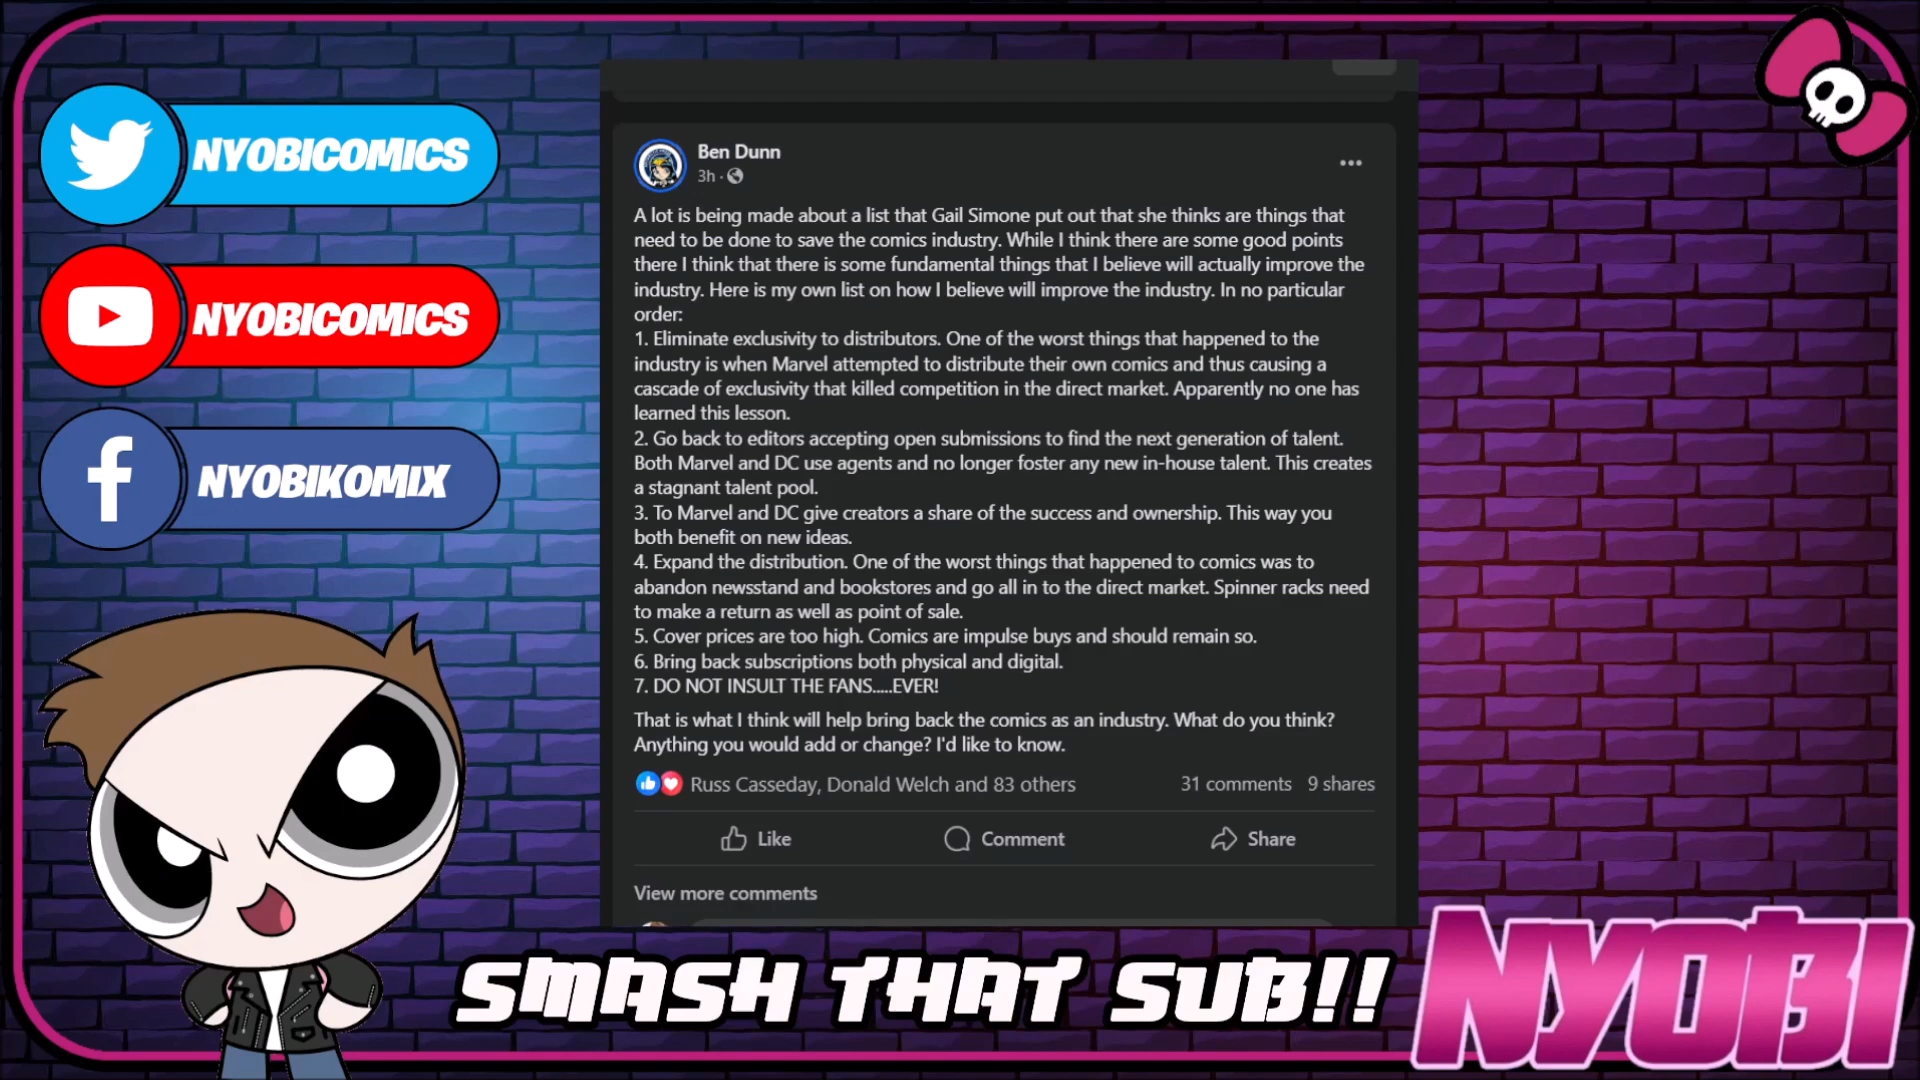 NYOBICOMICS
NYOBICOMICS
NYOBIKOMIX
Ben Dunn
3h ·
A lot is being made about a list that Gail Simone put out that she thinks are things that
need to be done to save the comics industry. While I think there are some good points
there I think that there is some fundamental things that I believe will actually improve the
industry. Here is my own list on how I believe will improve the industry. In no particular
order:
1. Eliminate exclusivity to distributors. One of the worst things that happened to the
industry is when Marvel attempted to distribute their own comics and thus causing a
cascade of exclusivity that killed competition in the direct market. Apparently no one has
learned this lesson.
2. Go back to editors accepting open submissions to find the next generation of talent.
Both Marvel and DC use agents and no longer foster any new in-house talent. This creates
a stagnant talent pool.
3. To Marvel and DC give creators a share of the success and ownership. This way you
both benefit on new ideas.
4. Expand the distribution. One of the worst things that happened to comics was to
abandon newsstand and bookstores and go all in to the direct market. Spinner racks need
to make a return as well as point of sale.
5. Cover prices are too high. Comics are impulse buys and should remain so.
6. Bring back subscriptions both physical and digital.
7. DO NOT INSULT THE FANS.....EVER!
That is what I think will help bring back the comics as an industry. What do you think?
Anything you would add or change? I'd like to know.
Russ Casseday, Donald Welch and 83 others 31 comments 9 shares
Like Comment Share
View more comments
SMASH THAT SUB!!
NYOBI